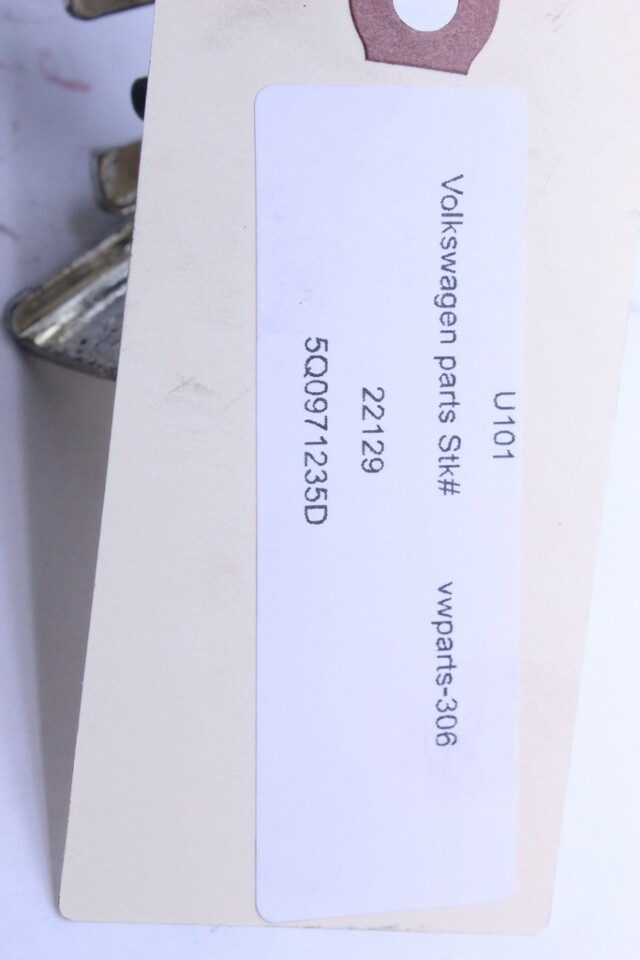 U101
Volkswagen parts Stk# vwparts-306
22129
5Q0971235D